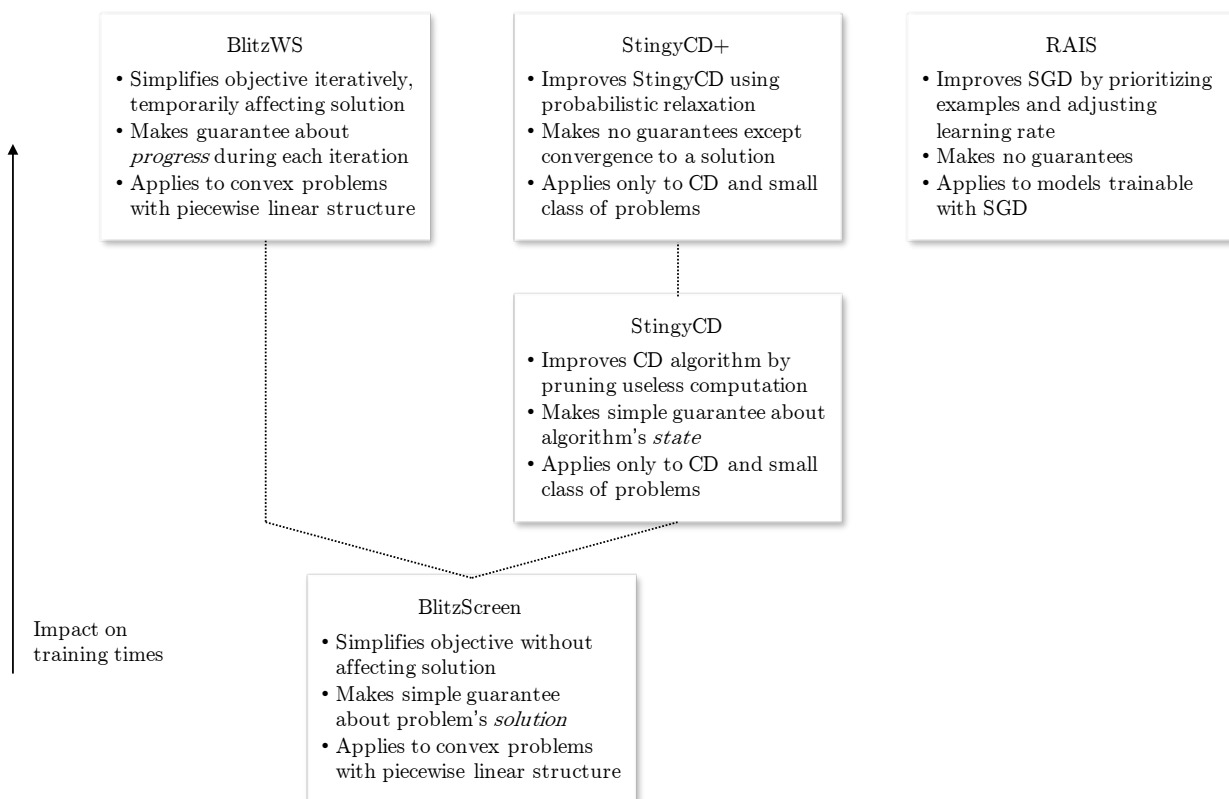 BlitzWS
• Simplifies objective iteratively,
temporarily affecting solution
• Makes guarantee about
progress during each iteration
• Applies to convex problems
with piecewise linear structure
StingyCD+
• Improves StingyCD using
probabilistic relaxation
• Makes no guarantees except
convergence to a solution
• Applies only to CD and small
class of problems
RAIS
• Improves SGD by prioritizing
examples and adjusting
learning rate
• Makes no guarantees
• Applies to models trainable
with SGD
StingyCD
• Improves CD algorithm by
pruning useless computation
• Makes simple guarantee about
algorithm's state
• Applies only to CD and small
class of problems
Impact on
training times
BlitzScreen
• Simplifies objective without
affecting solution
• Makes simple guarantee
about problem's solution
• Applies to convex problems
with piecewise linear structure